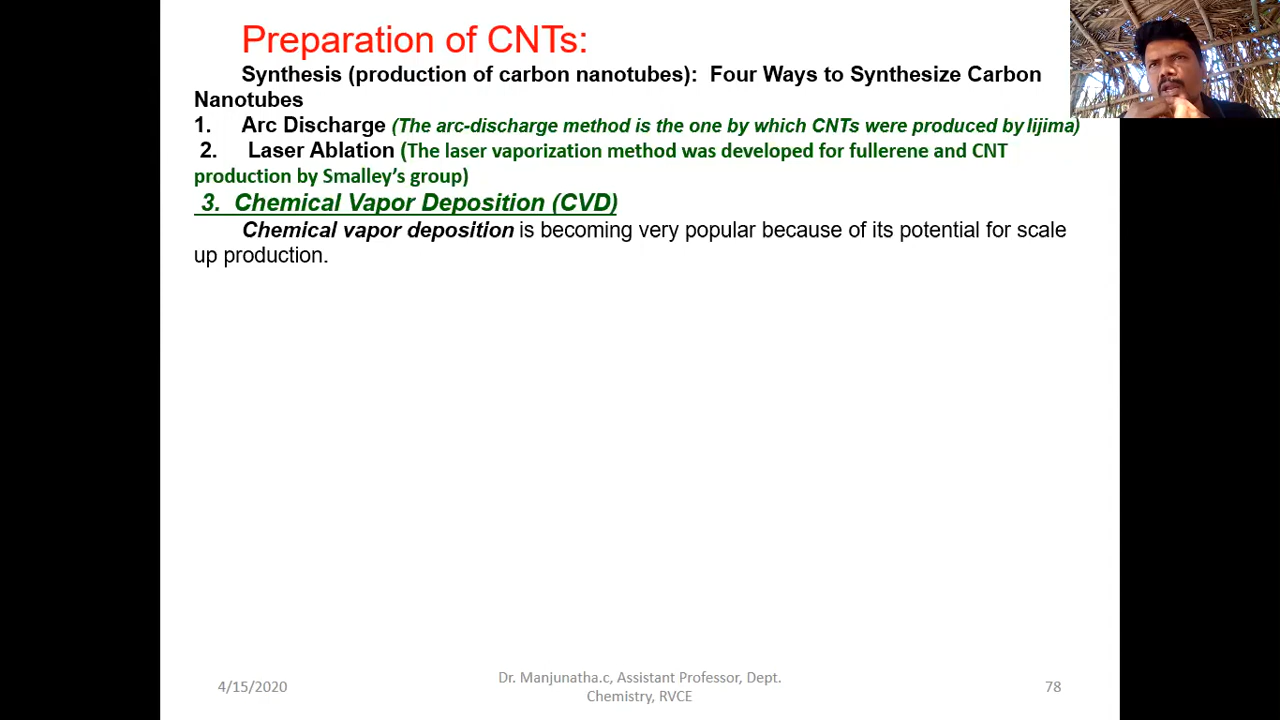 Preparation of CNTs:
Synthesis (production of carbon nanotubes): Four Ways to Synthesize Carbon
Nanotubes
1. Arc Discharge (The arc-discharge method is the one by which CNTs were produced by Iijima)
2. Laser Ablation (The laser vaporization method was developed for fullerene and CNT
production by Smalley’s group)
3. Chemical Vapor Deposition (CVD)
Chemical vapor deposition is becoming very popular because of its potential for scale
up production.
4/15/2020
Dr. Manjunatha.c, Assistant Professor, Dept.
Chemistry, RVCE
78